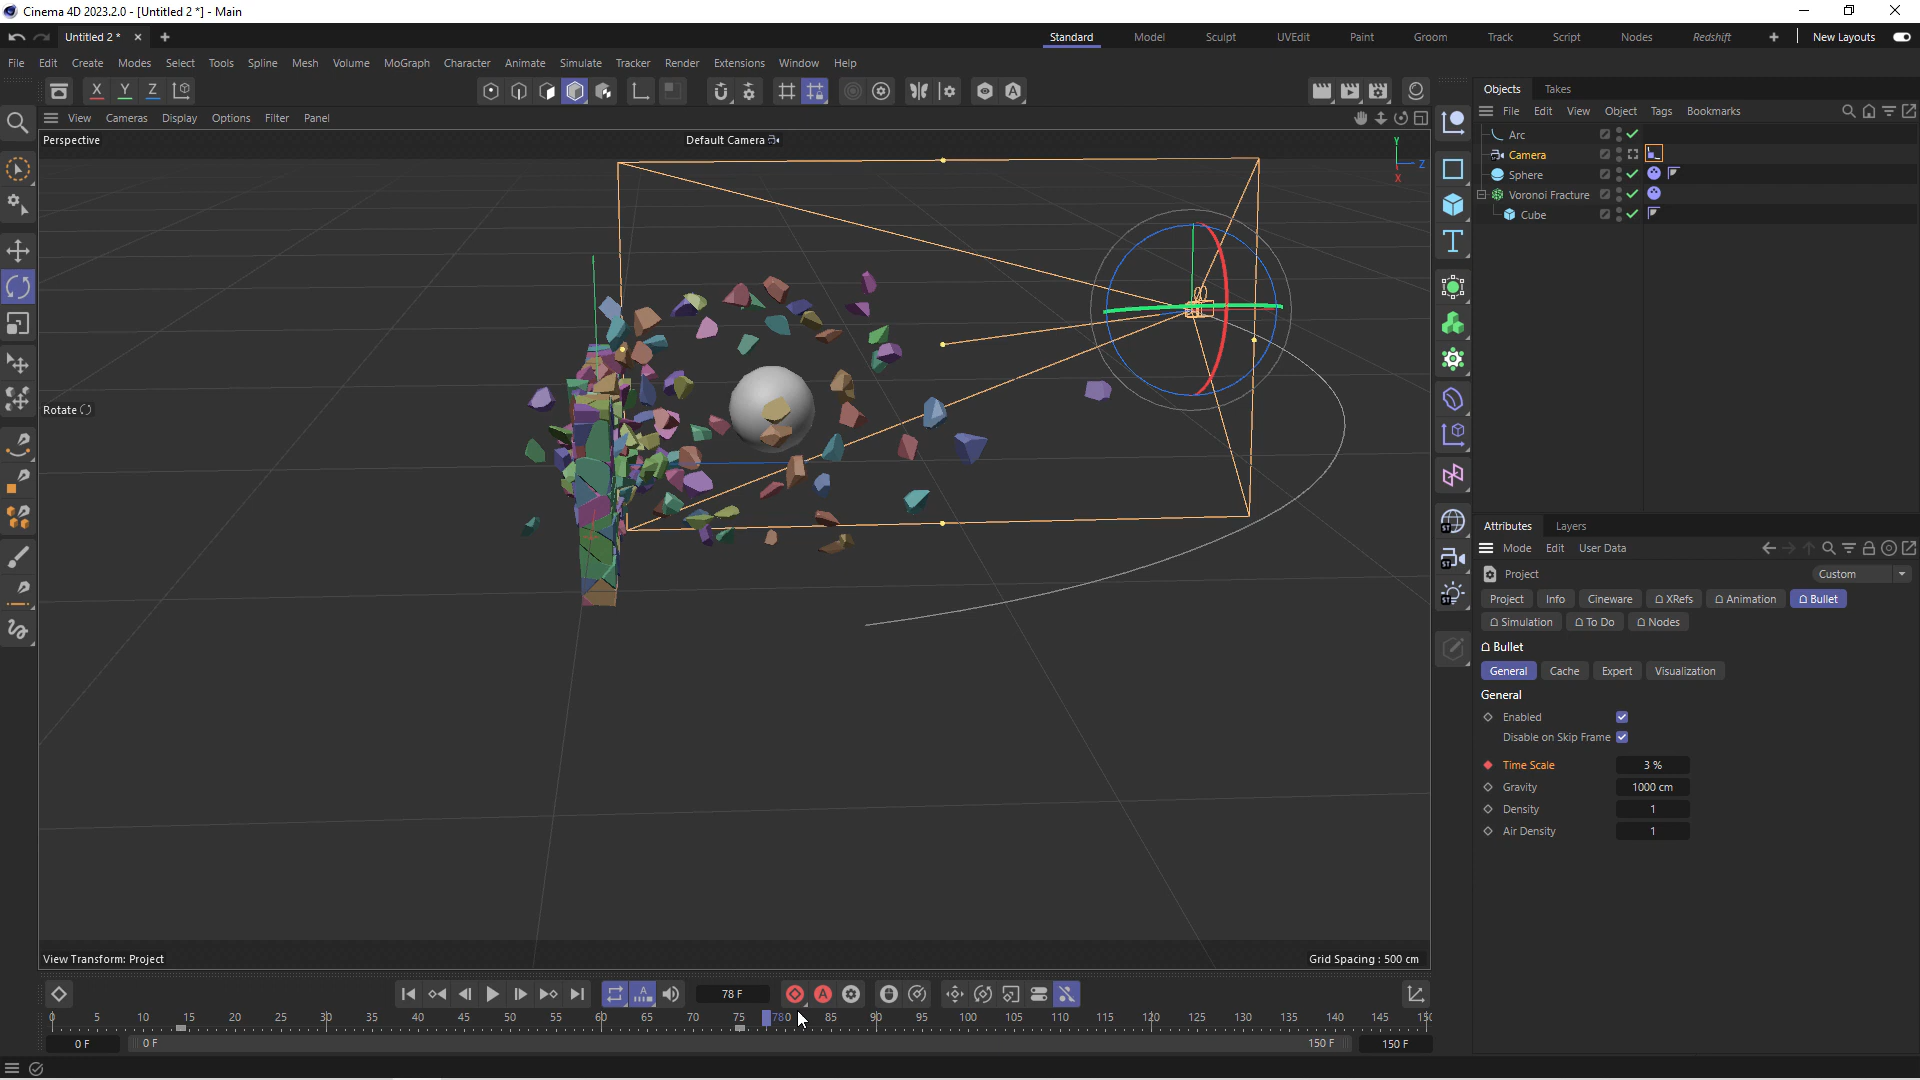 Cinema 4D 2023.2.0 - [Untitled 2 *] - Main
Untitled 2 *
Standard Model Sculpt UVEdit Paint Groom Track Script Nodes Redshift New Layouts
File Edit Create Modes Select Tools Spline Mesh Volume MoGraph Character Animate Simulate Tracker Render Extensions Window Help
X Y Z
Objects Takes
File Edit View Object Tags Bookmarks
View Cameras Display Options Filter Panel
Perspective
Default Camera
Y
Z
X
Arc
Camera
Sphere
Voronoi Fracture
Cube
Rotate
Attributes Layers
Mode Edit User Data
Project
Custom
Project Info Cineware XRefs Animation Bullet
Simulation To Do Nodes
Bullet
General Cache Expert Visualization
General
Enabled
Disable on Skip Frame
Time Scale 3 %
Gravity 1000 cm
Density 1
Air Density 1
View Transform: Project
Grid Spacing : 500 cm
78 F
0 5 10 15 20 25 30 35 40 45 50 55 60 65 70 75 780 85 90 95 100 105 110 115 120 125 130 135 140 145 150
0 F
0 F
150 F
150 F